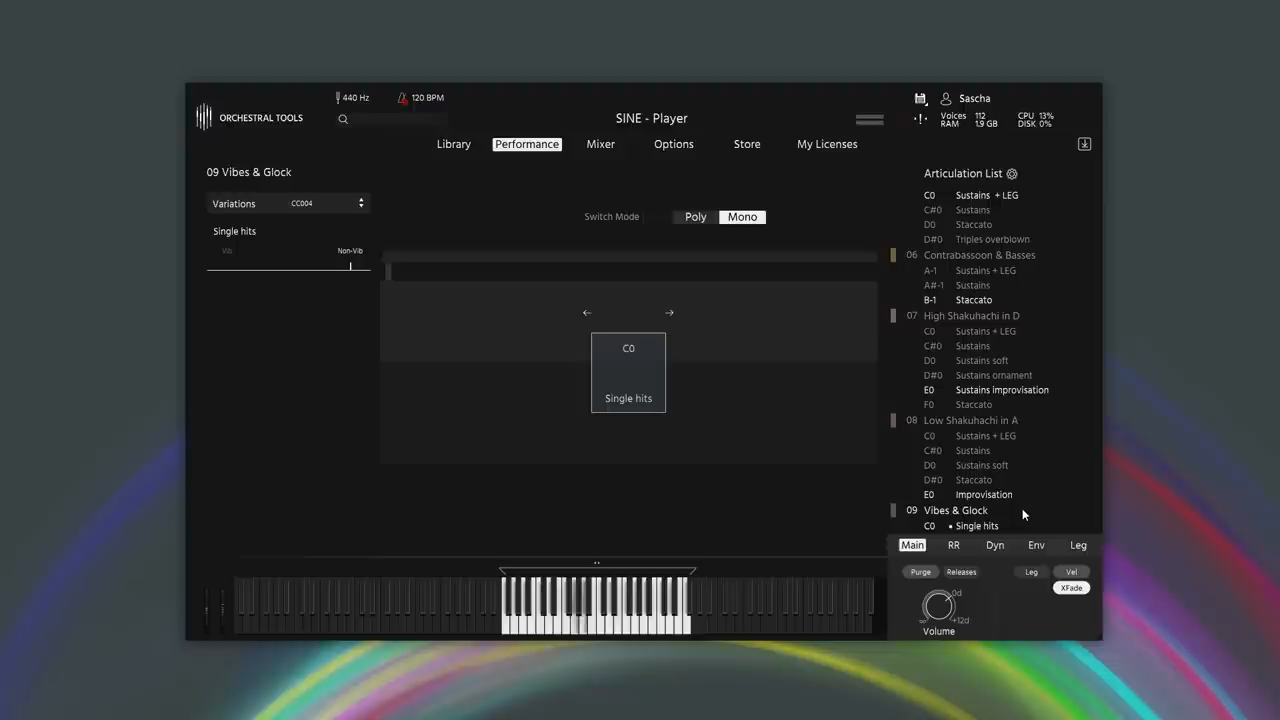 440 Hz
120 BPM
Sascha
ORCHESTRAL TOOLS
SINE - Player
Voices 112
RAM 1.9 GB
CPU 13%
DISK 0%
Library
Performance
Mixer
Options
Store
My Licenses
09 Vibes & Glock
Variations CC004
Single hits
Vib
Non-Vib
Switch Mode
Poly
Mono
C0
Single hits
Articulation List
C0 Sustains + LEG
C#0 Sustains
D0 Staccato
D#0 Triples overblown
06 Contrabassoon & Basses
A-1 Sustains + LEG
A#-1 Sustains
B-1 Staccato
07 High Shakuhachi in D
C0 Sustains + LEG
C#0 Sustains
D0 Sustains soft
D#0 Sustains ornament
E0 Sustains Improvisation
F0 Staccato
08 Low Shakuhachi in A
C0 Sustains + LEG
C#0 Sustains
D0 Sustains soft
D#0 Staccato
E0 Improvisation
09 Vibes & Glock
C0 • Single hits
Main
RR
Dyn
Env
Leg
Purge
Releases
Leg
Vel
XFade
0d
-∞
+12d
Volume